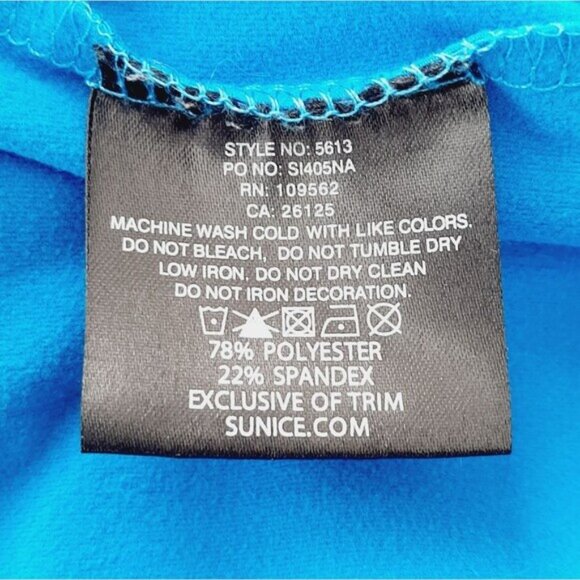 STYLE NO: 5613
PO NO: SI405NA
RN: 109562
CA: 26125
MACHINE WASH COLD WITH LIKE COLORS.
DO NOT BLEACH, DO NOT TUMBLE DRY
LOW IRON. DO NOT DRY CLEAN
DO NOT IRON DECORATION.
78% POLYESTER
22% SPANDEX
EXCLUSIVE OF TRIM
SUNICE.COM